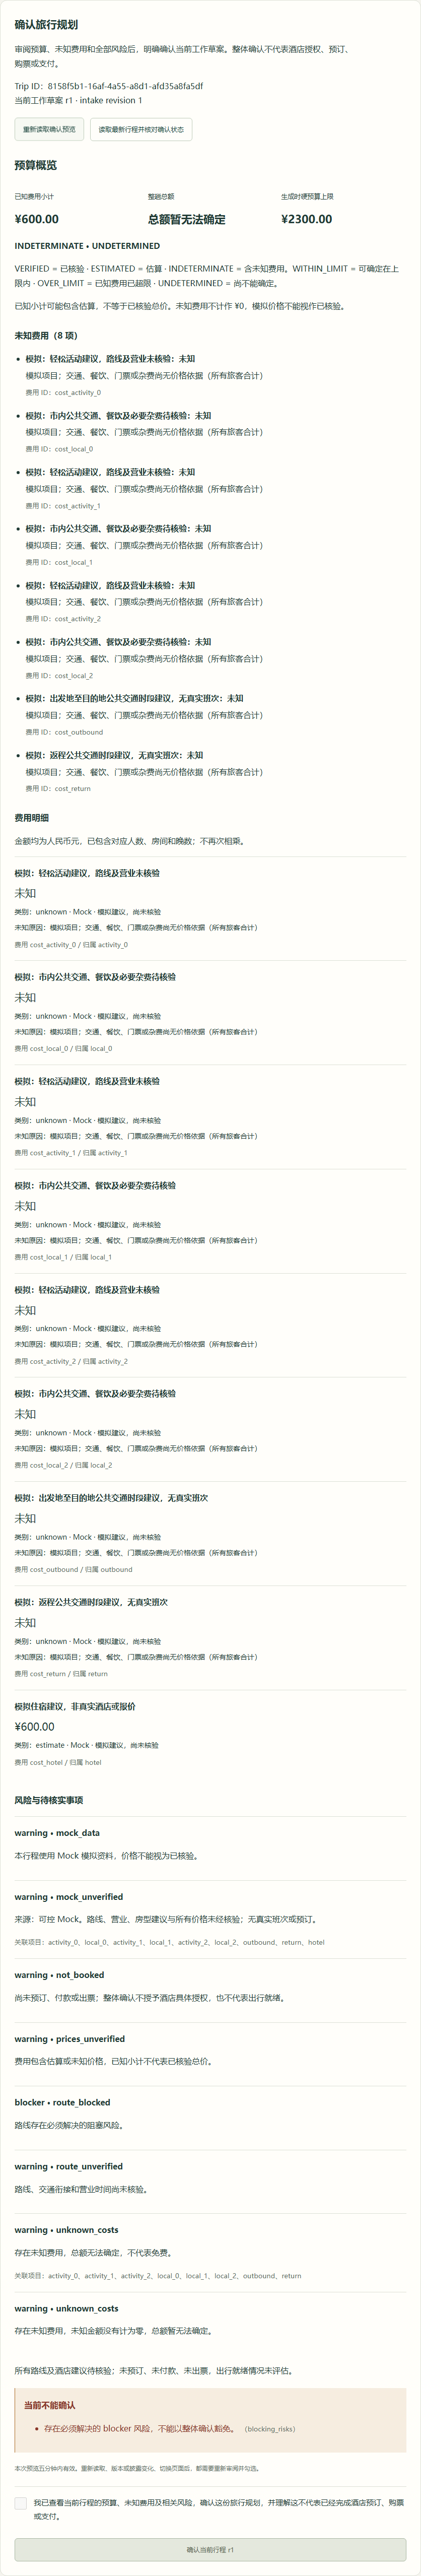 确认旅行规划
审阅预算、未知费用和全部风险后，明确确认当前工作草案。整体确认不代表酒店授权、预订、
购票或支付。
Trip ID：8158f5b1-16af-4a55-a8d1-afd35a8fa5df
当前工作草案 r1 · intake revision 1
重新读取确认预览
读取最新行程并核对确认状态
预算概览
已知费用小计
整趟总额
生成时硬预算上限
¥600.00
总额暂无法确定
¥2300.00
INDETERMINATE • UNDETERMINED
VERIFIED = 已核验 · ESTIMATED = 估算 · INDETERMINATE = 含未知费用。WITHIN_LIMIT = 可确定在上
限内 · OVER_LIMIT = 已知费用已超限 · UNDETERMINED = 尚不能确定。
已知小计可能包含估算，不等于已核验总价。未知费用不计作 ¥0，模拟价格不能视作已核验。
未知费用（8 项）
• 模拟：轻松活动建议，路线及营业未核验：未知
模拟项目；交通、餐饮、门票或杂费尚无价格依据（所有旅客合计）
费用 ID：cost_activity_0
• 模拟：市内公共交通、餐饮及必要杂费待核验：未知
模拟项目；交通、餐饮、门票或杂费尚无价格依据（所有旅客合计）
费用 ID：cost_local_0
• 模拟：轻松活动建议，路线及营业未核验：未知
模拟项目；交通、餐饮、门票或杂费尚无价格依据（所有旅客合计）
费用 ID：cost_activity_1
• 模拟：市内公共交通、餐饮及必要杂费待核验：未知
模拟项目；交通、餐饮、门票或杂费尚无价格依据（所有旅客合计）
费用 ID：cost_local_1
• 模拟：轻松活动建议，路线及营业未核验：未知
模拟项目；交通、餐饮、门票或杂费尚无价格依据（所有旅客合计）
费用 ID：cost_activity_2
• 模拟：市内公共交通、餐饮及必要杂费待核验：未知
模拟项目；交通、餐饮、门票或杂费尚无价格依据（所有旅客合计）
费用 ID：cost_local_2
• 模拟：出发地至目的地公共交通时段建议，无真实班次：未知
模拟项目；交通、餐饮、门票或杂费尚无价格依据（所有旅客合计）
费用 ID：cost_outbound
• 模拟：返程公共交通时段建议，无真实班次：未知
模拟项目；交通、餐饮、门票或杂费尚无价格依据（所有旅客合计）
费用 ID：cost_return
费用明细
金额均为人民币元，已包含对应人数、房间和晚数；不再次相乘。
模拟：轻松活动建议，路线及营业未核验
未知
类别：unknown · Mock · 模拟建议，尚未核验
未知原因：模拟项目；交通、餐饮、门票或杂费尚无价格依据（所有旅客合计）
费用 cost_activity_0 / 归属 activity_0
模拟：市内公共交通、餐饮及必要杂费待核验
未知
类别：unknown · Mock · 模拟建议，尚未核验
未知原因：模拟项目；交通、餐饮、门票或杂费尚无价格依据（所有旅客合计）
费用 cost_local_0 / 归属 local_0
模拟：轻松活动建议，路线及营业未核验
未知
类别：unknown · Mock · 模拟建议，尚未核验
未知原因：模拟项目；交通、餐饮、门票或杂费尚无价格依据（所有旅客合计）
费用 cost_activity_1 / 归属 activity_1
模拟：市内公共交通、餐饮及必要杂费待核验
未知
类别：unknown · Mock · 模拟建议，尚未核验
未知原因：模拟项目；交通、餐饮、门票或杂费尚无价格依据（所有旅客合计）
费用 cost_local_1 / 归属 local_1
模拟：轻松活动建议，路线及营业未核验
未知
类别：unknown · Mock · 模拟建议，尚未核验
未知原因：模拟项目；交通、餐饮、门票或杂费尚无价格依据（所有旅客合计）
费用 cost_activity_2 / 归属 activity_2
模拟：市内公共交通、餐饮及必要杂费待核验
未知
类别：unknown · Mock · 模拟建议，尚未核验
未知原因：模拟项目；交通、餐饮、门票或杂费尚无价格依据（所有旅客合计）
费用 cost_local_2 / 归属 local_2
模拟：出发地至目的地公共交通时段建议，无真实班次
未知
类别：unknown · Mock · 模拟建议，尚未核验
未知原因：模拟项目；交通、餐饮、门票或杂费尚无价格依据（所有旅客合计）
费用 cost_outbound / 归属 outbound
模拟：返程公共交通时段建议，无真实班次
未知
类别：unknown · Mock · 模拟建议，尚未核验
未知原因：模拟项目；交通、餐饮、门票或杂费尚无价格依据（所有旅客合计）
费用 cost_return / 归属 return
模拟住宿建议，非真实酒店或报价
¥600.00
类别：estimate · Mock · 模拟建议，尚未核验
费用 cost_hotel / 归属 hotel
风险与待核实事项
warning • mock_data
本行程使用 Mock 模拟资料，价格不能视为已核验。
warning • mock_unverified
来源：可控 Mock。路线、营业、房型建议与所有价格未经核验；无真实班次或预订。
关联项目：activity_0、local_0、activity_1、local_1、activity_2、local_2、outbound、return、hotel
warning • not_booked
尚未预订、付款或出票；整体确认不授予酒店具体授权，也不代表出行就绪。
warning • prices_unverified
费用包含估算或未知价格，已知小计不代表已核验总价。
blocker • route_blocked
路线存在必须解决的阻塞风险。
warning • route_unverified
路线、交通衔接和营业时间尚未核验。
warning • unknown_costs
存在未知费用，总额无法确定，不代表免费。
关联项目：activity_0、activity_1、activity_2、local_0、local_1、local_2、outbound、return
warning • unknown_costs
存在未知费用，未知金额没有计为零，总额暂无法确定。
所有路线及酒店建议待核验；未预订、未付款、未出票，出行就绪情况未评估。
当前不能确认
• 存在必须解决的 blocker 风险，不能以整体确认豁免。（blocking_risks）
本次预览五分钟内有效。重新读取、版本或披露变化、切换页面后，都需要重新审阅并勾选。
我已查看当前行程的预算、未知费用及相关风险，确认这份旅行规划，并理解这不代表已经完成酒店预订、购票
或支付。
确认当前行程 r1